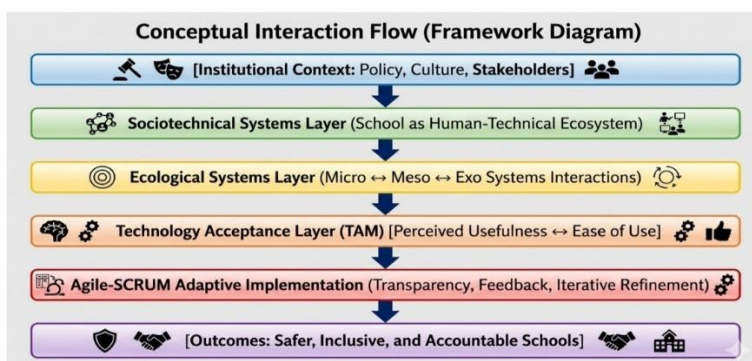 Conceptual Interaction Flow (Framework Diagram)
[Institutional Context: Policy, Culture, Stakeholders]
Sociotechnical Systems Layer (School as Human-Technical Ecosystem)
Ecological Systems Layer (Micro ↔ Meso ↔ Exo Systems Interactions)
Technology Acceptance Layer (TAM) [Perceived Usefulness ↔ Ease of Use]
Agile-SCRUM Adaptive Implementation (Transparency, Feedback, Iterative Refinement)
[Outcomes: Safer, Inclusive, and Accountable Schools]